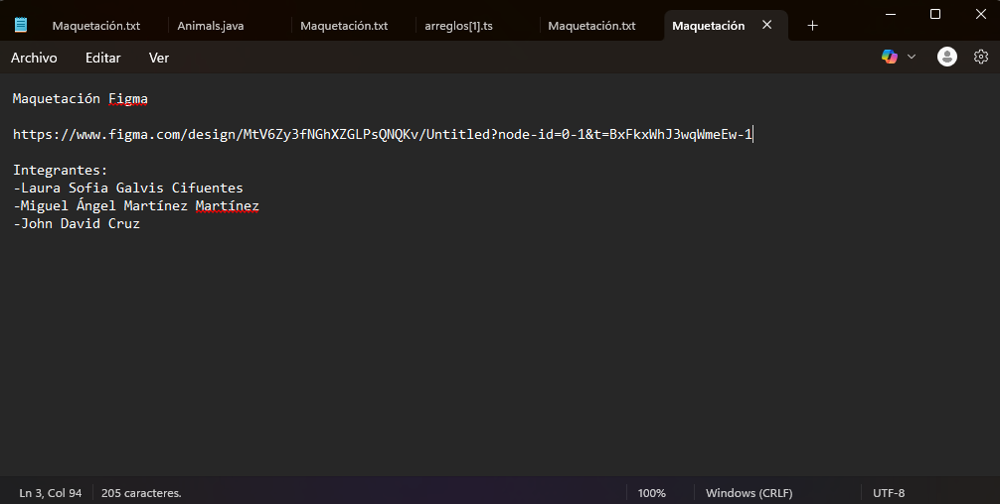 Maquetación.txt Animals.java Maquetación.txt arreglos[1].ts Maquetación.txt Maquetación
Archivo Editar Ver
Maquetación Figma
https://www.figma.com/design/MtV6Zy3fNGhXZGLPsQNQKv/Untitled?node-id=0-1&t=BxFkxWhJ3wqWmeEw-1
Integrantes:
-Laura Sofia Galvis Cifuentes
-Miguel Ángel Martínez Martínez
-John David Cruz
Ln 3, Col 94 205 caracteres. 100% Windows (CRLF) UTF-8